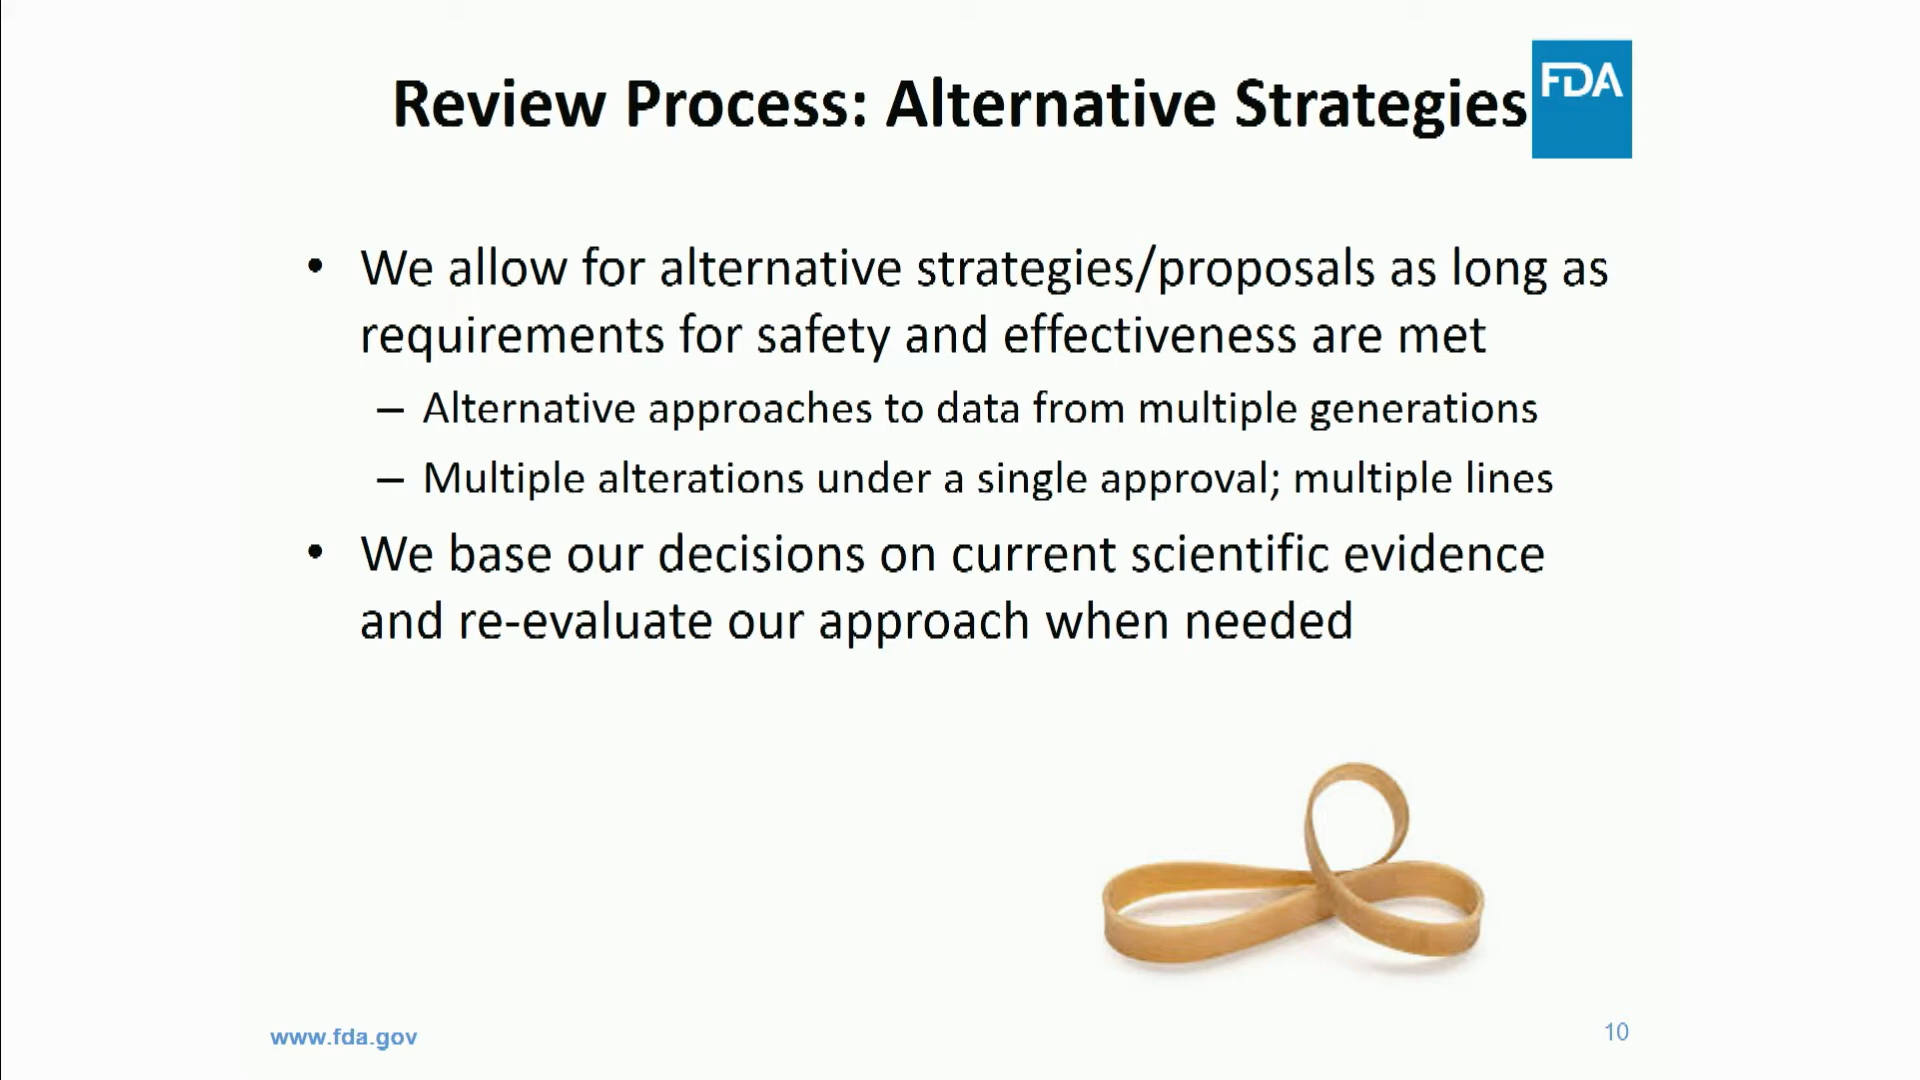 Review Process: Alternative Strategies
FDA
• We allow for alternative strategies/proposals as long as
requirements for safety and effectiveness are met
– Alternative approaches to data from multiple generations
– Multiple alterations under a single approval; multiple lines
• We base our decisions on current scientific evidence
and re-evaluate our approach when needed
www.fda.gov
10